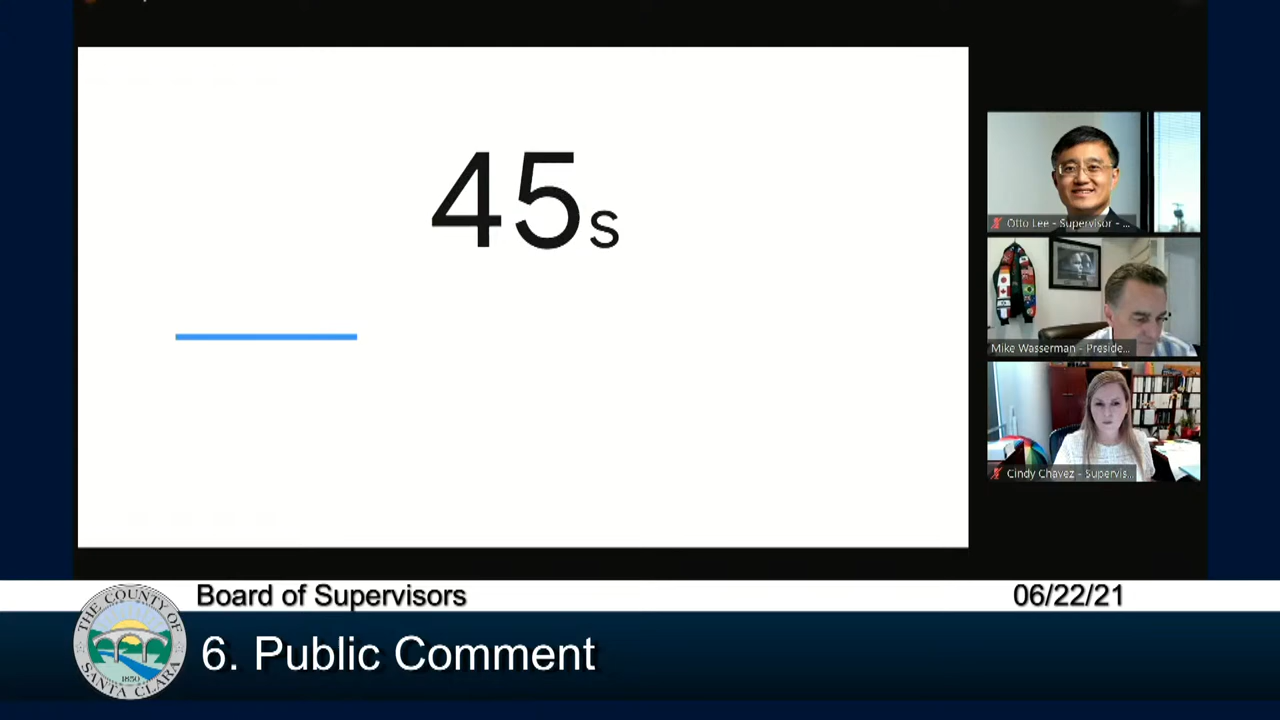 45s
Otto Lee - Supervisor - ...
Mike Wasserman - Preside...
Cindy Chavez - Supervis...
Board of Supervisors
06/22/21
6. Public Comment
THE COUNTY OF
SANTA CLARA
1850